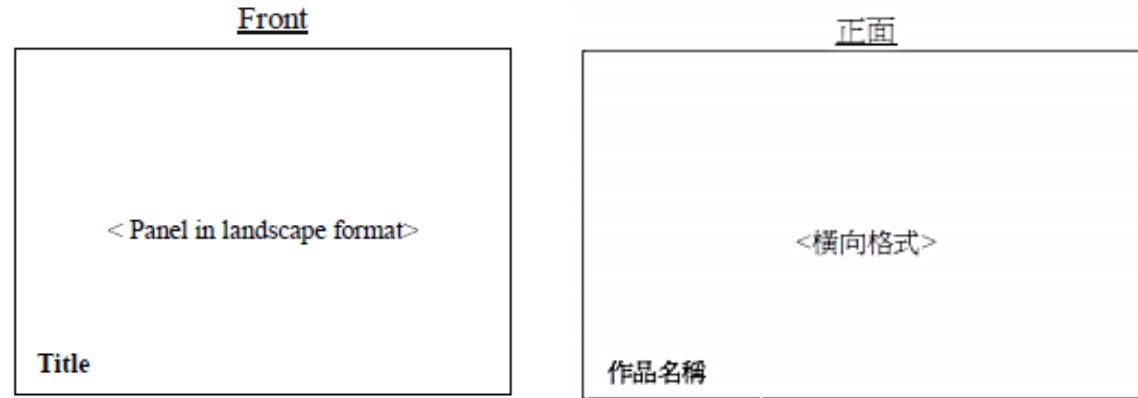 Front
< Panel in landscape format>
Title
正面
<橫向格式>
作品名稱